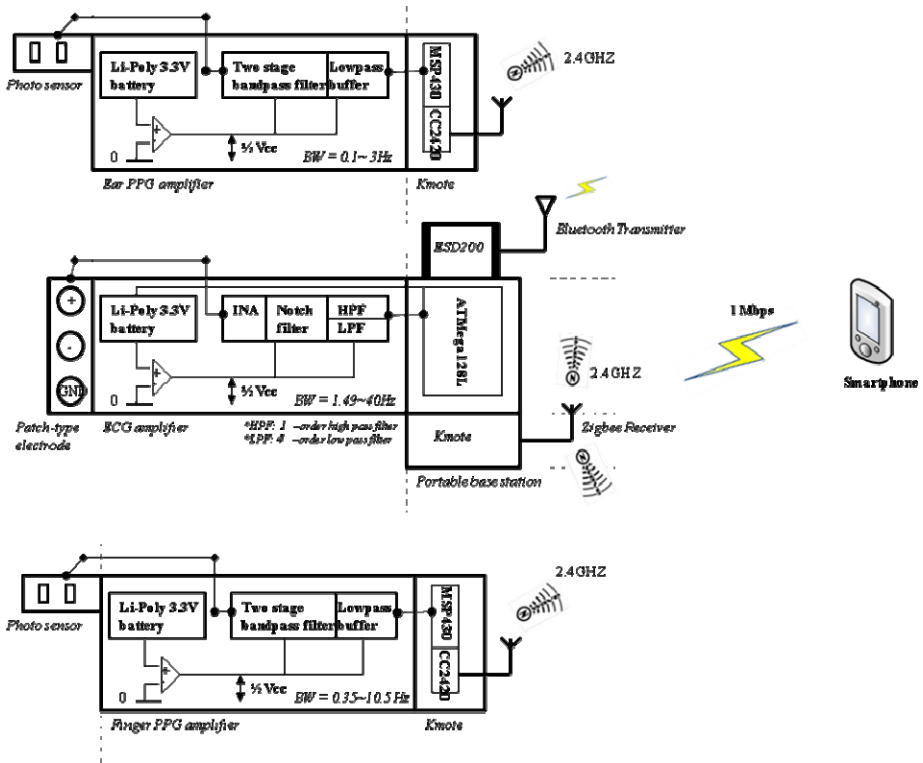 2.4GHZ
Li-Poly 3.3V
battery
Two stage
bandpass filter
Lowpass
buffer
MSP430
CC2420
Photo sensor
+
-
0
½ Vcc
BW = 0.1~ 3Hz
Ear PPG amplifier
Kmote
ESD200
Bluetooth Transmitter
+
-
GND
Li-Poly 3.3V
battery
INA
Notch
filter
HPF
LPF
ATMega128L
1 Mbps
2.4GHZ
Smartphone
+
-
0
½ Vcc
BW = 1.49~40Hz
Patch-type
electrode
ECG amplifier
*HPF: 1 –order high pass filter
*LPF: 4 –order low pass filter
Kmote
Zigbee Receiver
Portable base station
2.4GHZ
Li-Poly 3.3V
battery
Two stage
bandpass filter
Lowpass
buffer
MSP430
CC2420
Photo sensor
+
-
0
½ Vcc
BW = 0.35~10.5 Hz
Finger PPG amplifier
Kmote